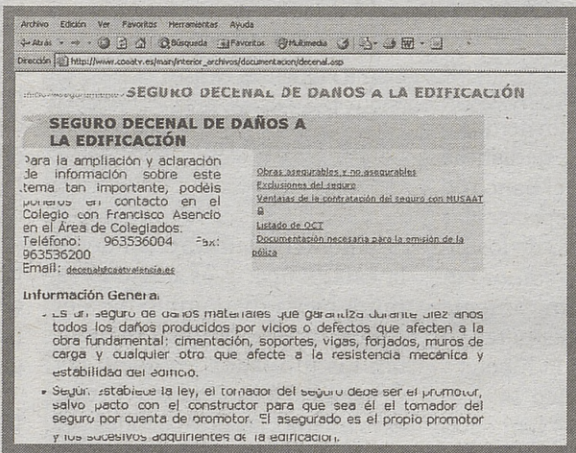 Archivo Edición Ver Favoritos Herramientas Ayuda
Atrás Búsqueda Favoritos Multimedia
Dirección http://www.coaatv.es/main/interior_archivos/documentacion/decenal.asp
SEGURO DECENAL DE DAÑOS A LA EDIFICACIÓN
SEGURO DECENAL DE DAÑOS A
LA EDIFICACIÓN
Para la ampliación y aclaración
de información sobre este
tema tan importante, podéis
poneros en contacto en el
Colegio con Francisco Asencio
en el Área de Colegiados.
Teléfono: 963536004 Fax:
963536200
Email: decenal@caatvalencia.es
Obras asegurables y no asegurables
Exclusiones del seguro
Ventajas de la contratación del seguro con MUSAAT
Listado de OCT
Documentación necesaria para la emisión de la
póliza
Información General
Es un seguro de daños materiales que garantiza durante diez anos
todos los daños producidos por vicios o defectos que afecten a la
obra fundamental: cimentación, soportes, vigas, forjados, muros de
carga y cualquier otro que afecte a la resistencia mecánica y
estabilidad del edificio.
Según establece la ley, el tomador del seguro debe ser el promotor,
salvo pacto con el constructor para que sea él el tomador del
seguro por cuenta de promotor. El asegurado es el propio promotor
y los sucesivos adquirientes de la edificación.